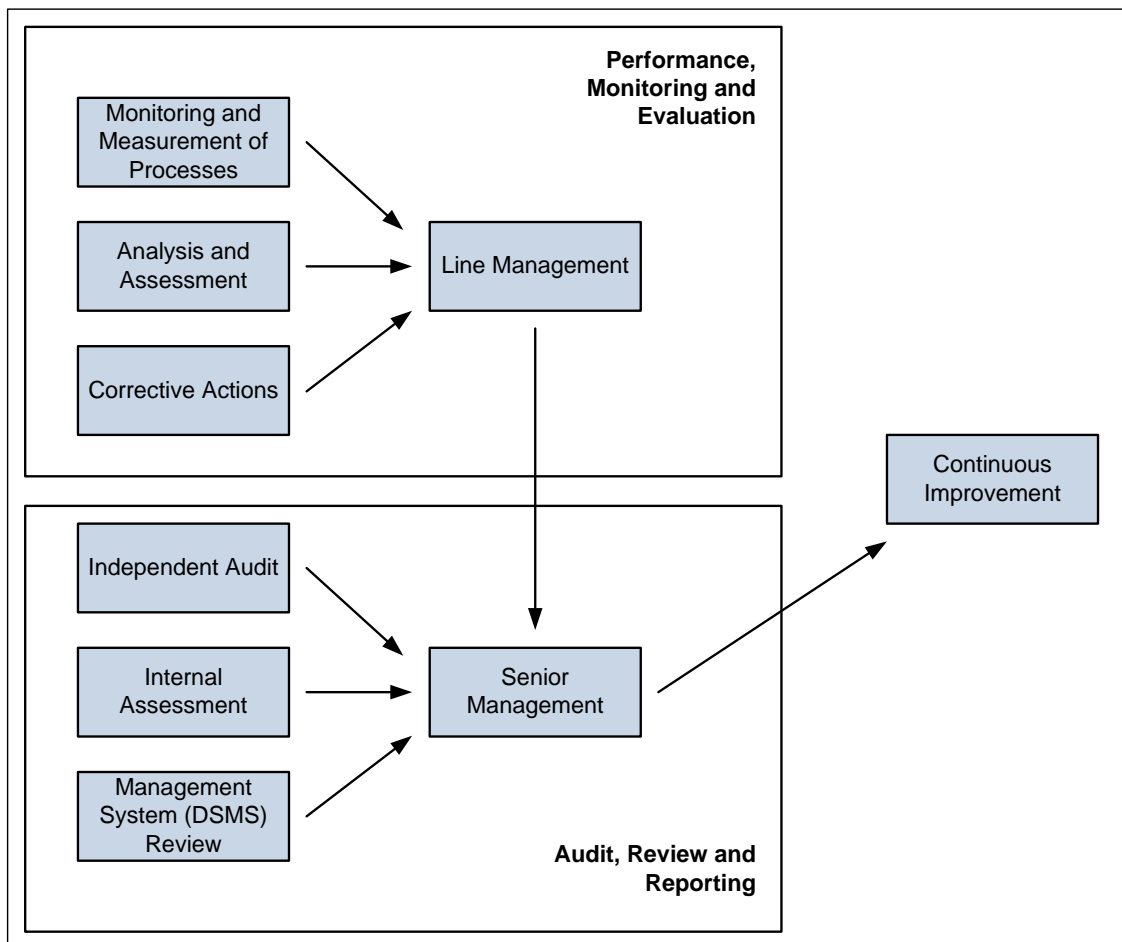 Performance,
Monitoring and
Evaluation
Monitoring and
Measurement of
Processes
Analysis and
Assessment
Line Management
Corrective Actions
Continuous
Improvement
Independent Audit
Internal
Assessment
Senior
Management
Management
System (DSMS)
Review
Audit, Review and
Reporting